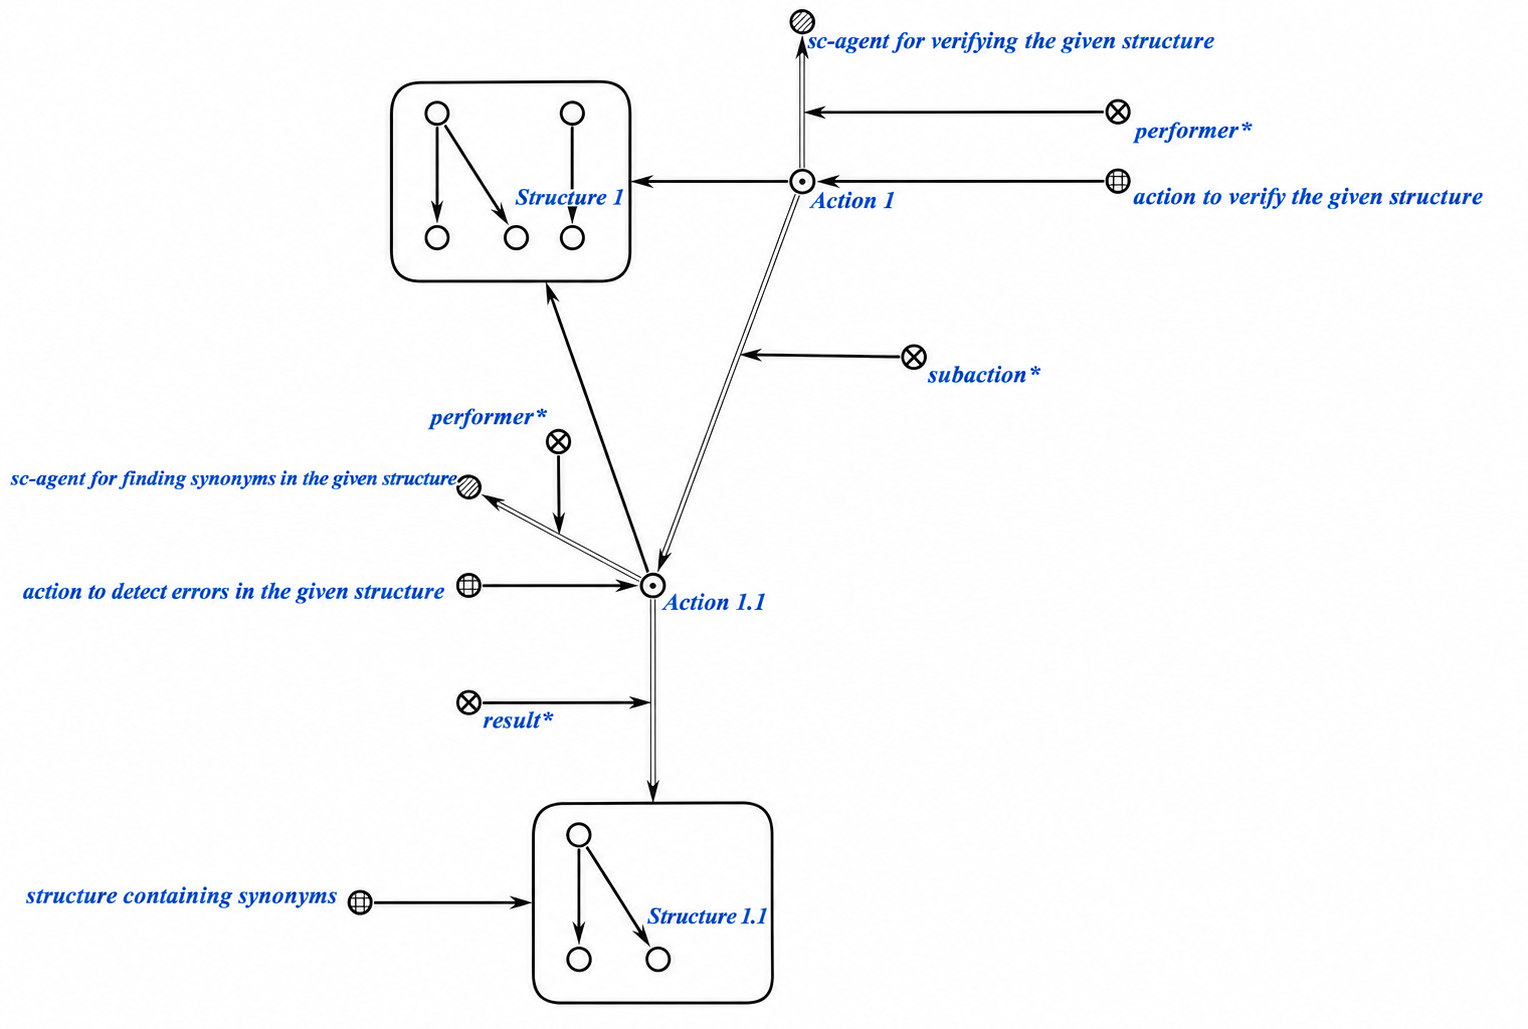 sc-agent for verifying the given structure
performer*
Structure 1
Action 1
action to verify the given structure
subaction*
performer*
sc-agent for finding synonyms in the given structure
action to detect errors in the given structure
Action 1.1
result*
structure containing synonyms
Structure 1.1